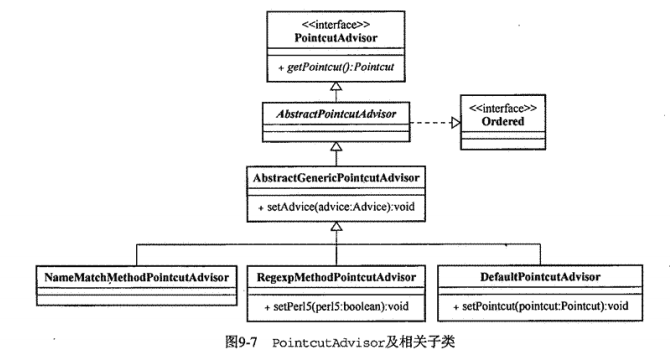 <<interface>>
PointcutAdvisor
+ getPointcut():Pointcut
AbstractPointcutAdvisor
<<interface>>
Ordered
AbstractGenericPointcutAdvisor
+ setAdvice(advice:Advice):void
NameMatchMethodPointcutAdvisor
RegexpMethodPointcutAdvisor
+ setPerl5(perl5:boolean):void
DefaultPointcutAdvisor
+ setPointcut(pointcut:Pointcut):void
图9-7 PointcutAdvisor及相关子类